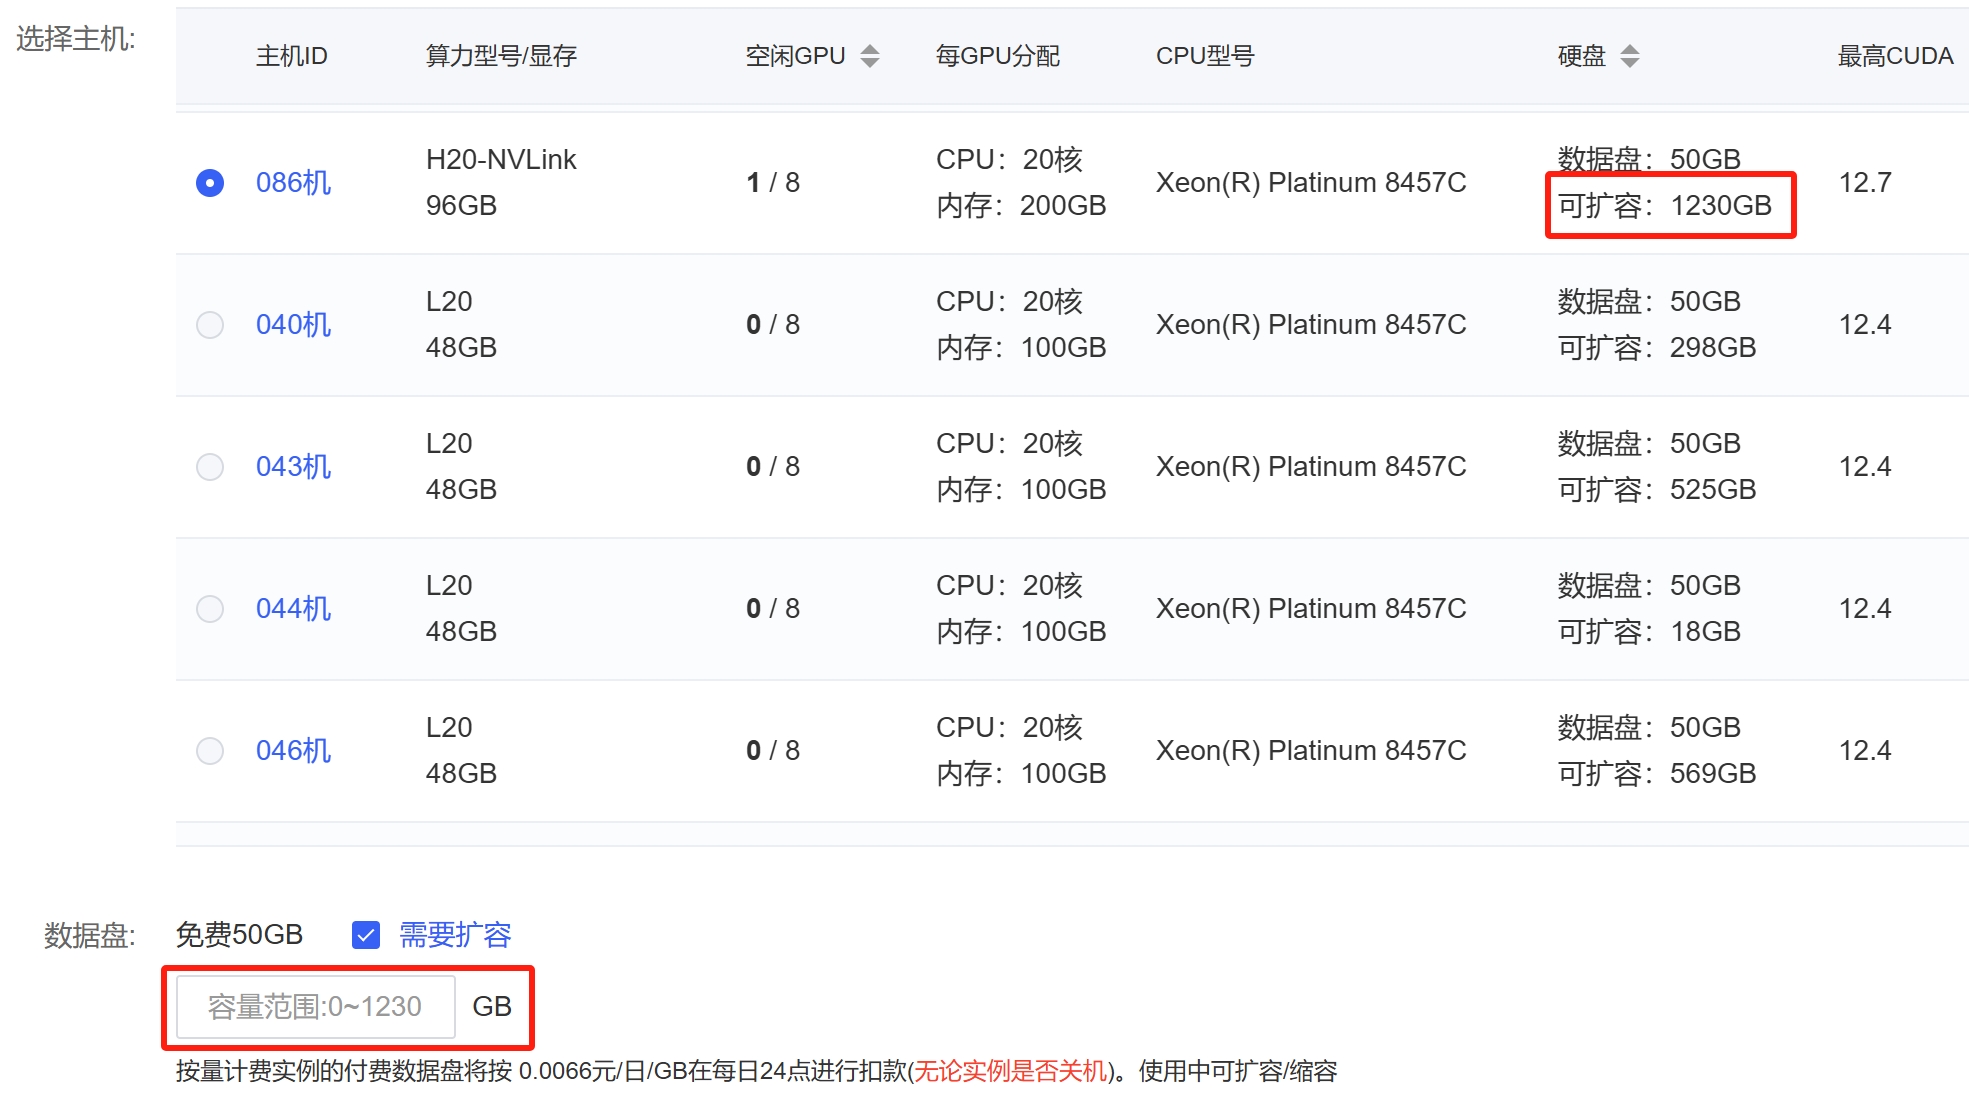 选择主机:
主机ID 算力型号/显存 空闲GPU 每GPU分配 CPU型号 硬盘 最高CUDA
H20-NVLink CPU：20核 数据盘：50GB
086机 1 / 8 Xeon(R) Platinum 8457C 12.7
96GB 内存：200GB 可扩容：1230GB
L20 CPU：20核 数据盘：50GB
040机 0 / 8 Xeon(R) Platinum 8457C 12.4
48GB 内存：100GB 可扩容：298GB
L20 CPU：20核 数据盘：50GB
043机 0 / 8 Xeon(R) Platinum 8457C 12.4
48GB 内存：100GB 可扩容：525GB
L20 CPU：20核 数据盘：50GB
044机 0 / 8 Xeon(R) Platinum 8457C 12.4
48GB 内存：100GB 可扩容：18GB
L20 CPU：20核 数据盘：50GB
046机 0 / 8 Xeon(R) Platinum 8457C 12.4
48GB 内存：100GB 可扩容：569GB
数据盘: 免费50GB 需要扩容
容量范围:0~1230 GB
按量计费实例的付费数据盘将按 0.0066元/日/GB在每日24点进行扣款(无论实例是否关机)。使用中可扩容/缩容